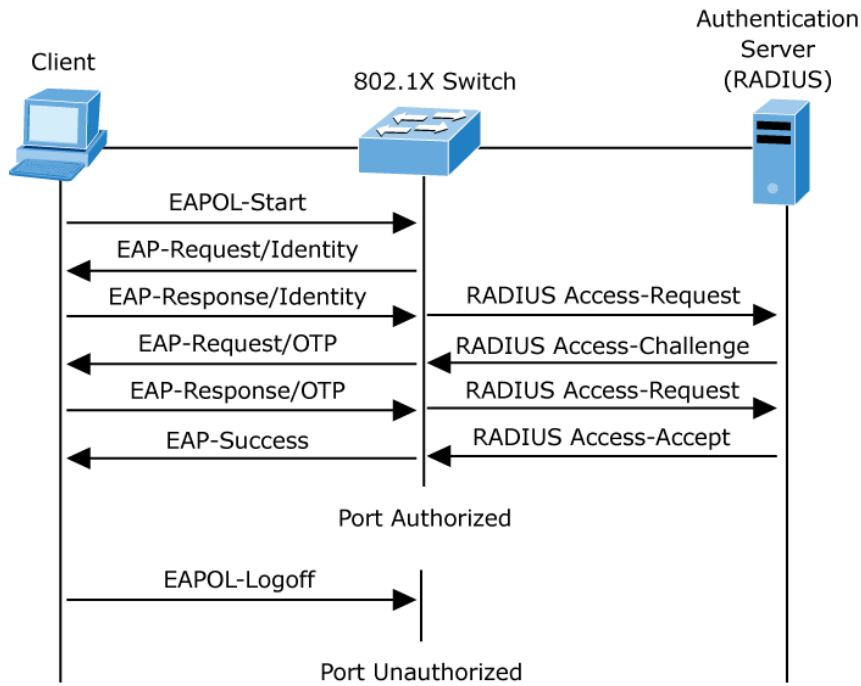 Authentication
Server
(RADIUS)
Client
802.1X Switch
EAPOL-Start
EAP-Request/Identity
EAP-Response/Identity
RADIUS Access-Request
EAP-Request/OTP
RADIUS Access-Challenge
EAP-Response/OTP
RADIUS Access-Request
EAP-Success
RADIUS Access-Accept
Port Authorized
EAPOL-Logoff
Port Unauthorized